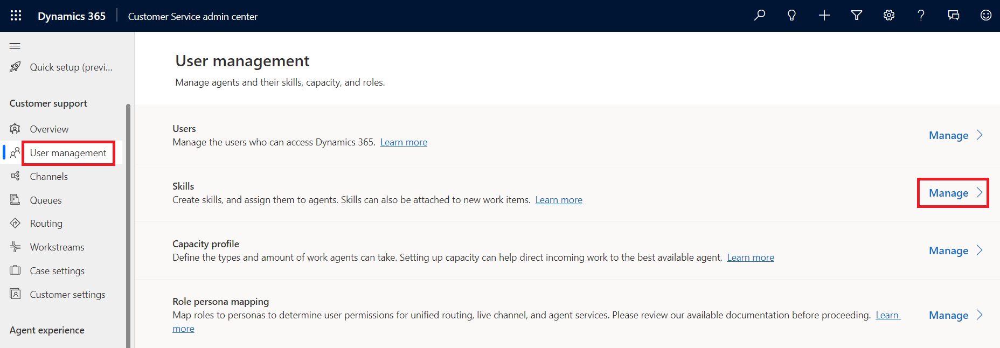 Dynamics 365 Customer Service admin center
Quick setup (previ...
Customer support
Overview
User management
Channels
Queues
Routing
Workstreams
Case settings
Customer settings
Agent experience
User management
Manage agents and their skills, capacity, and roles.
Users
Manage the users who can access Dynamics 365. Learn more
Manage
Skills
Create skills, and assign them to agents. Skills can also be attached to new work items. Learn more
Manage
Capacity profile
Define the types and amount of work agents can take. Setting up capacity can help direct incoming work to the best available agent. Learn more
Manage
Role persona mapping
Map roles to personas to determine user permissions for unified routing, live channel, and agent services. Please review our available documentation before proceeding. Learn
more
Manage